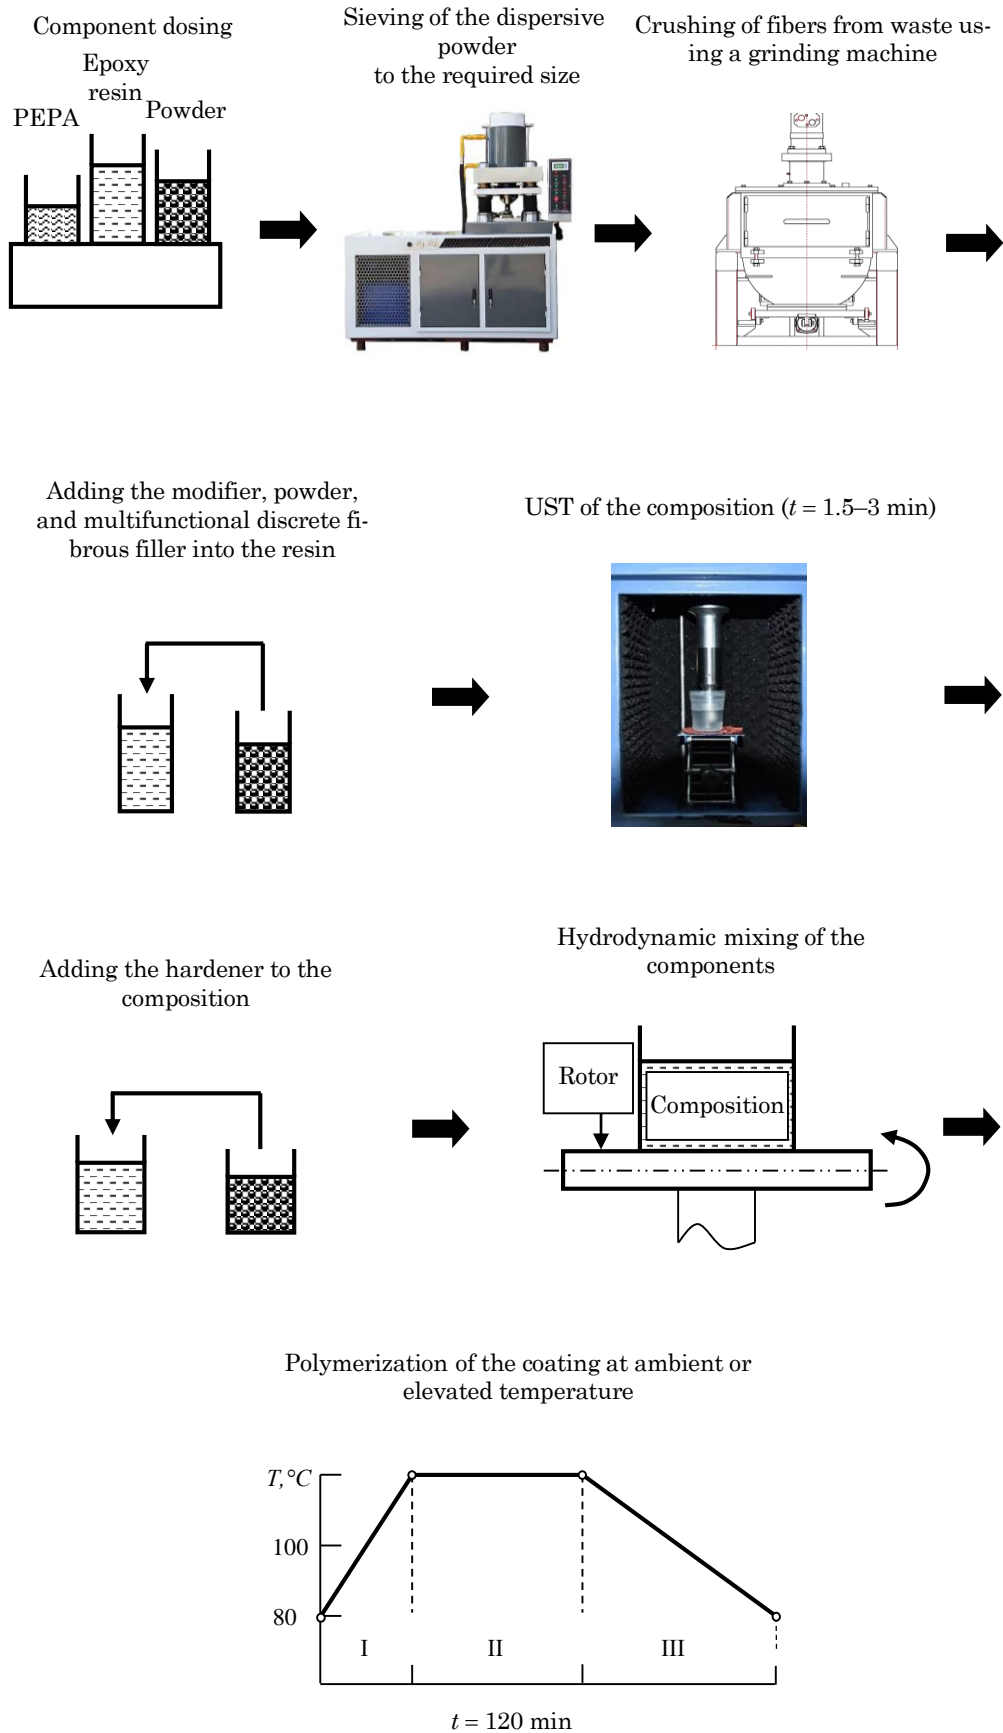 Component dosing
Epoxy
resin
PEPA
Powder
Sieving of the dispersive
powder
to the required size
Crushing of fibers from waste us-
ing a grinding machine
Adding the modifier, powder,
and multifunctional discrete fi-
brous filler into the resin
UST of the composition (t = 1.5–3 min)
Adding the hardener to the
composition
Hydrodynamic mixing of the
components
Rotor
Composition
Polymerization of the coating at ambient or
elevated temperature
T,°C
100
80
I
II
III
t = 120 min